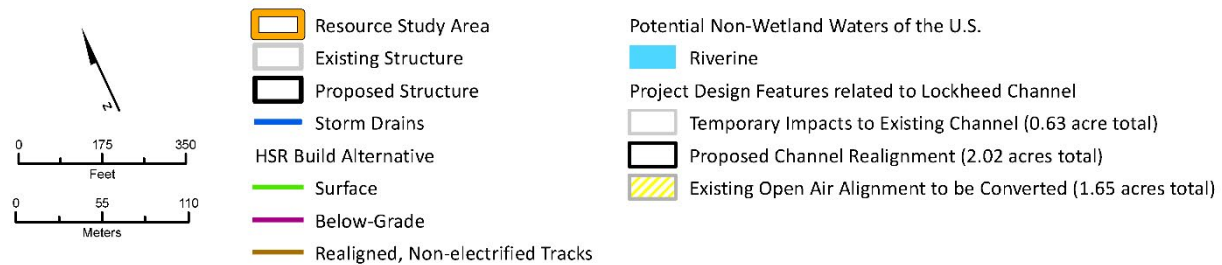 N
0 175 350
Feet
0 55 110
Meters
Resource Study Area
Existing Structure
Proposed Structure
Storm Drains
HSR Build Alternative
Surface
Below-Grade
Realigned, Non-electrified Tracks
Potential Non-Wetland Waters of the U.S.
Riverine
Project Design Features related to Lockheed Channel
Temporary Impacts to Existing Channel (0.63 acre total)
Proposed Channel Realignment (2.02 acres total)
Existing Open Air Alignment to be Converted (1.65 acres total)